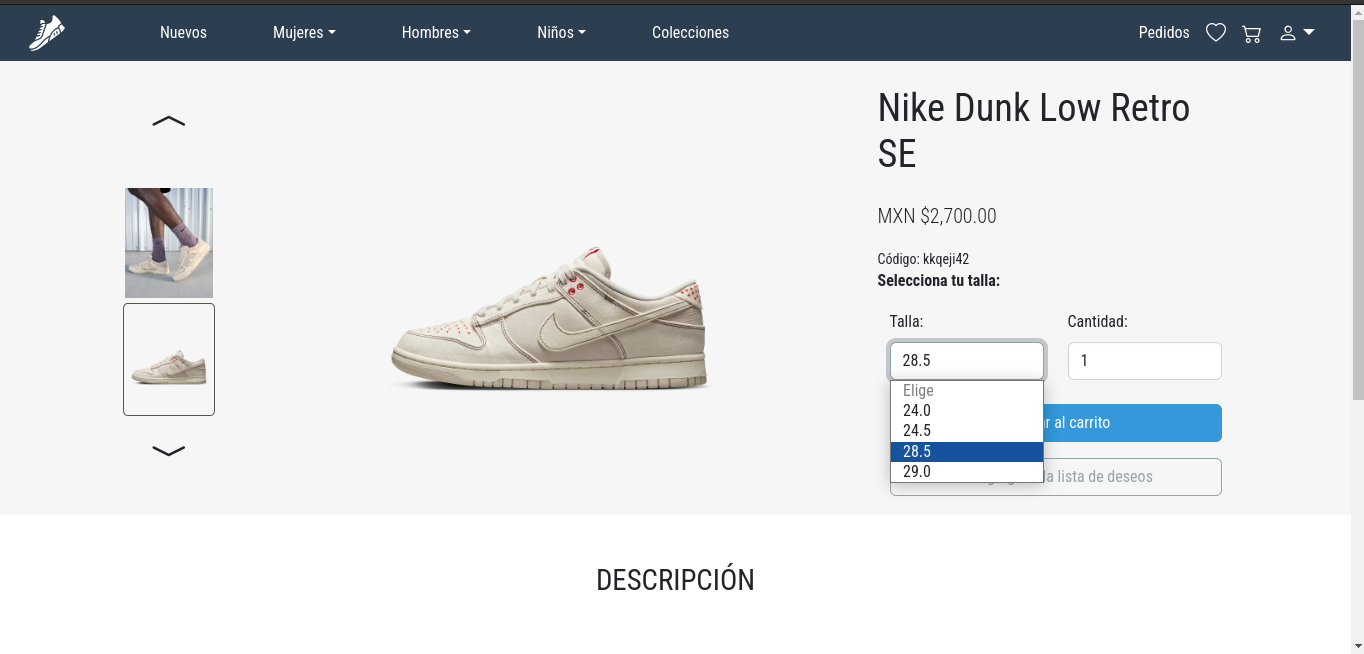 Nuevos
Mujeres
Hombres
Niños
Colecciones
Pedidos
Nike Dunk Low Retro
SE
MXN $2,700.00
Código: kkqeji42
Selecciona tu talla:
Talla:
Cantidad:
28.5
1
Elige
24.0
24.5
28.5
29.0
al carrito
la lista de deseos
DESCRIPCIÓN